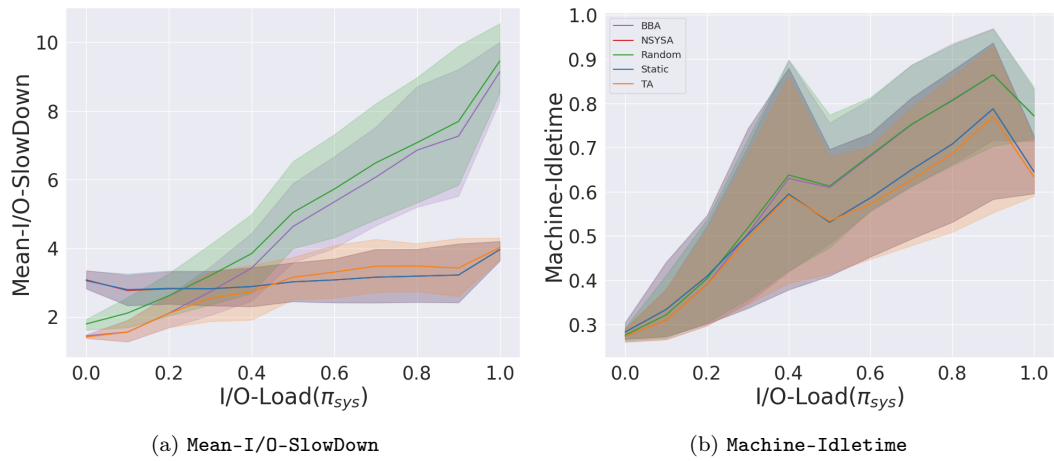 Mean-I/O-SlowDown
10
8
6
4
2
0.0 0.2 0.4 0.6 0.8 1.0
I/O-Load(π_sys)
(a) Mean-I/O-SlowDown
Machine-Idletime
1.0
0.9
0.8
0.7
0.6
0.5
0.4
0.3
BBA
NSYSA
Random
Static
TA
0.0 0.2 0.4 0.6 0.8 1.0
I/O-Load(π_sys)
(b) Machine-Idletime